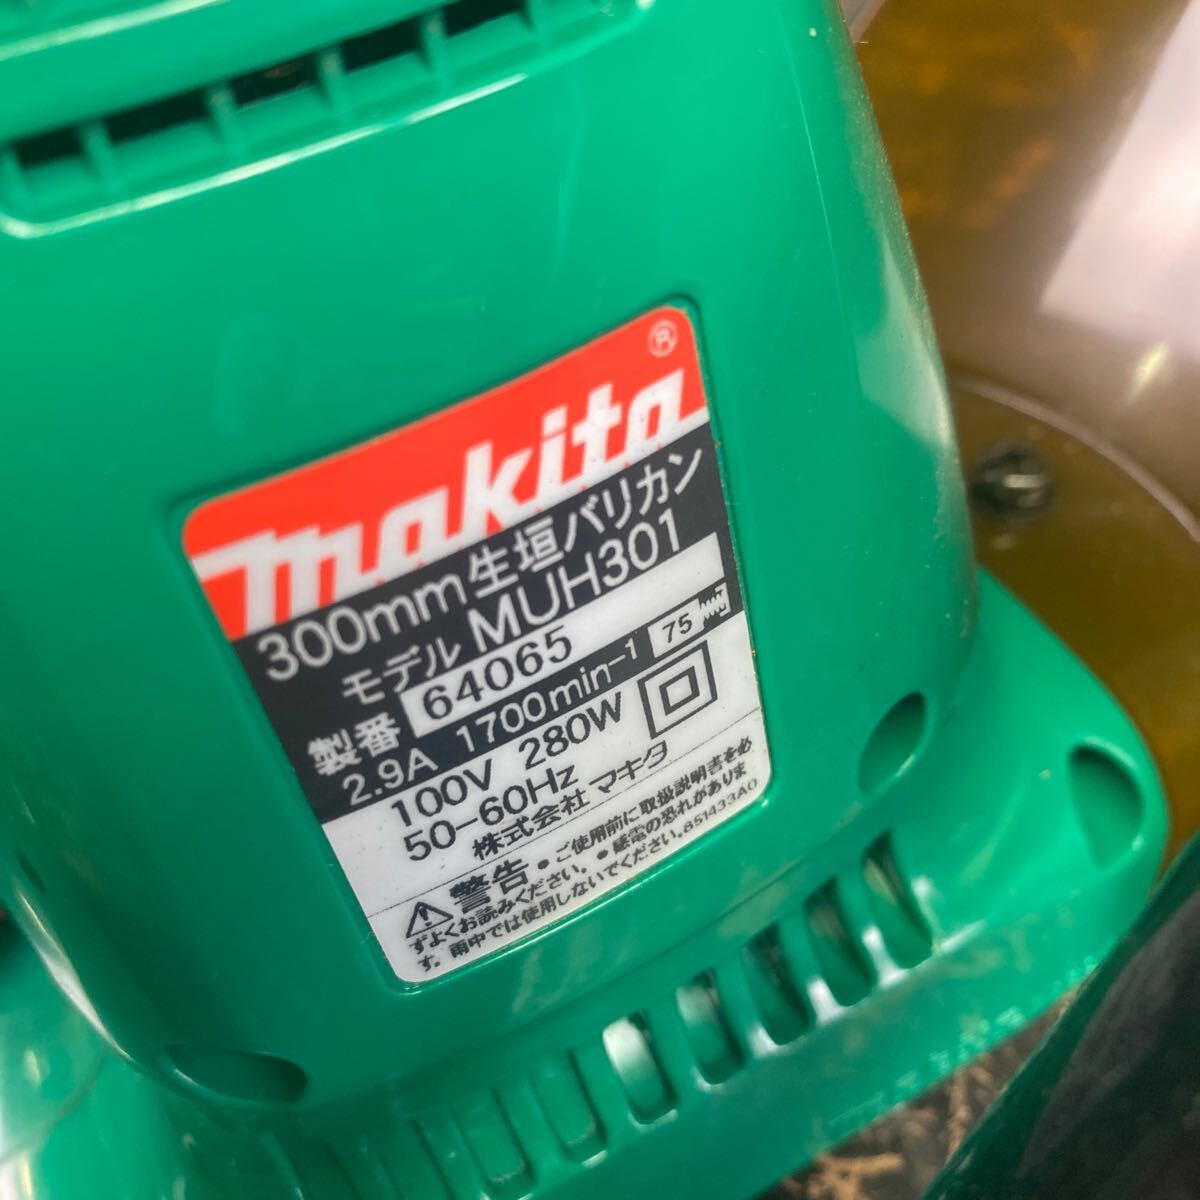 makita®
300mm生垣バリカン
モデル MUH301
製番 64065
2.9A 1700min-1 75
100V 280W
50-60Hz
株式会社 マキタ
⚠警告 •ご使用前に取扱説明書を必
ずよくお読みください。•感電の恐れがありま
す。雨中では使用しないでください。851433A0